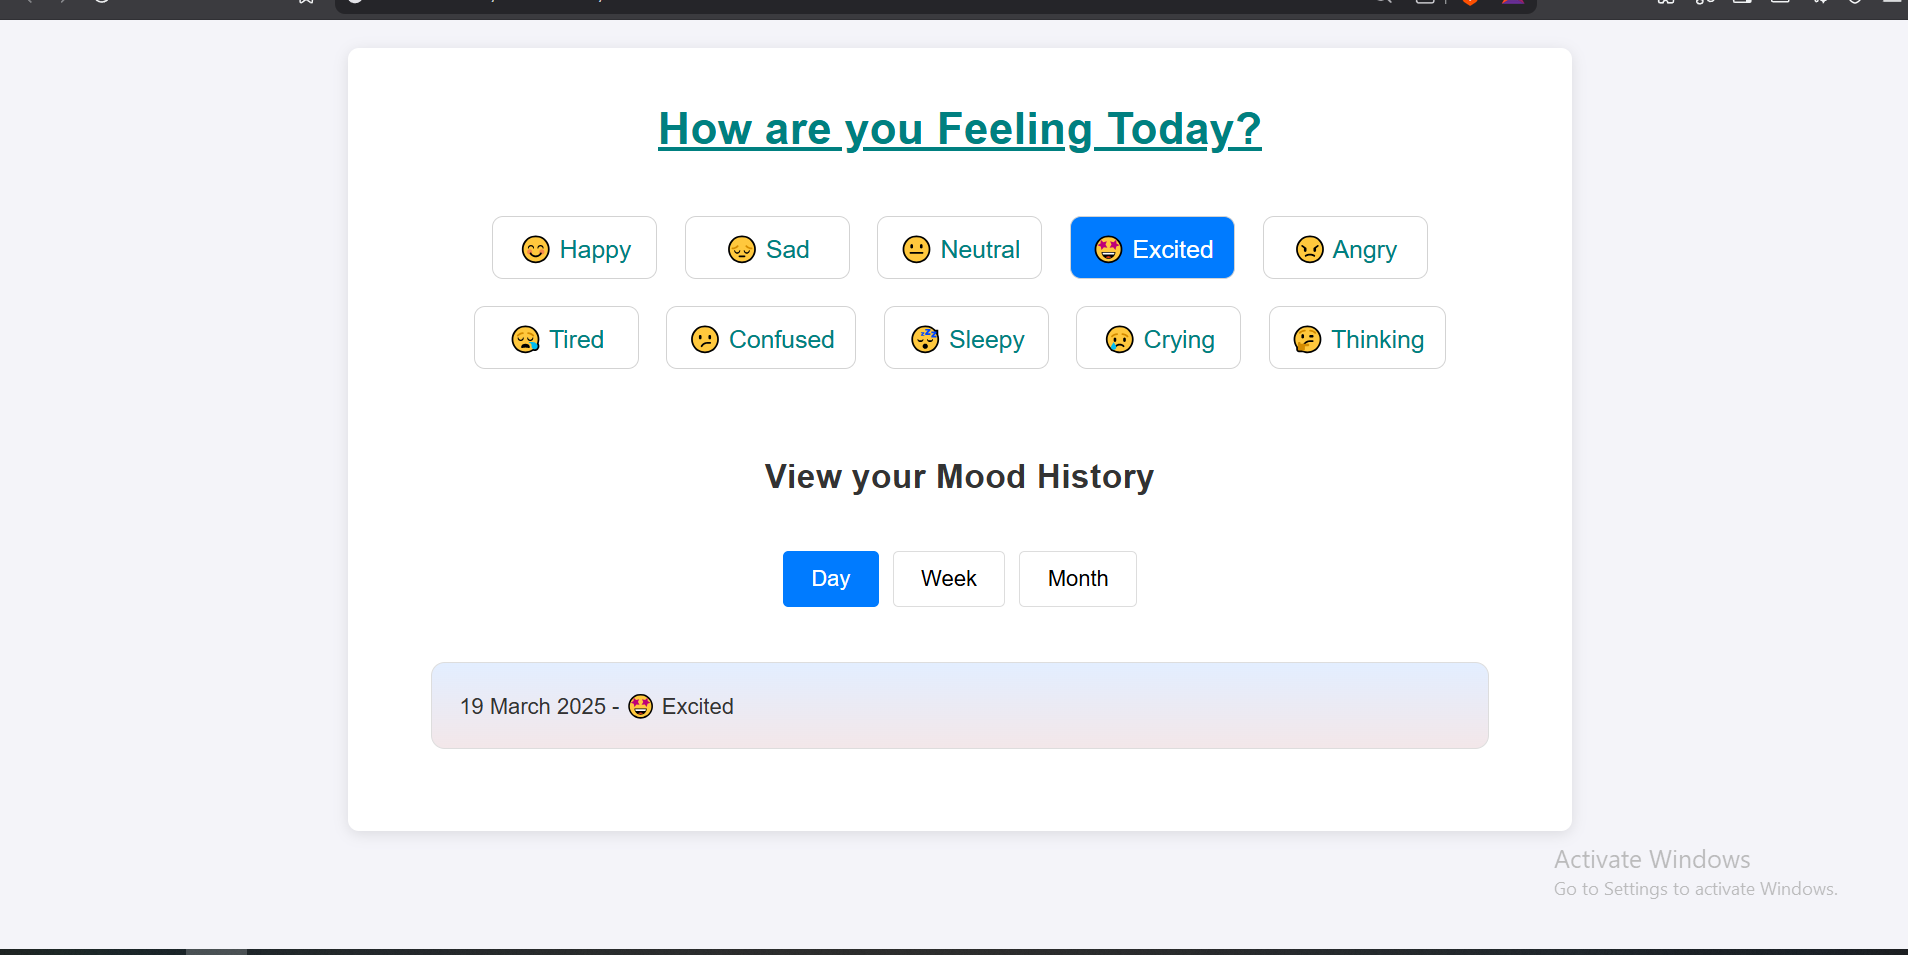 How are you Feeling Today?
😊 Happy 😔 Sad 😐 Neutral 🤩 Excited 😠 Angry
😪 Tired 😕 Confused 😴 Sleepy 😢 Crying 🤔 Thinking
View your Mood History
Day Week Month
19 March 2025 - 🤩 Excited
Activate Windows
Go to Settings to activate Windows.